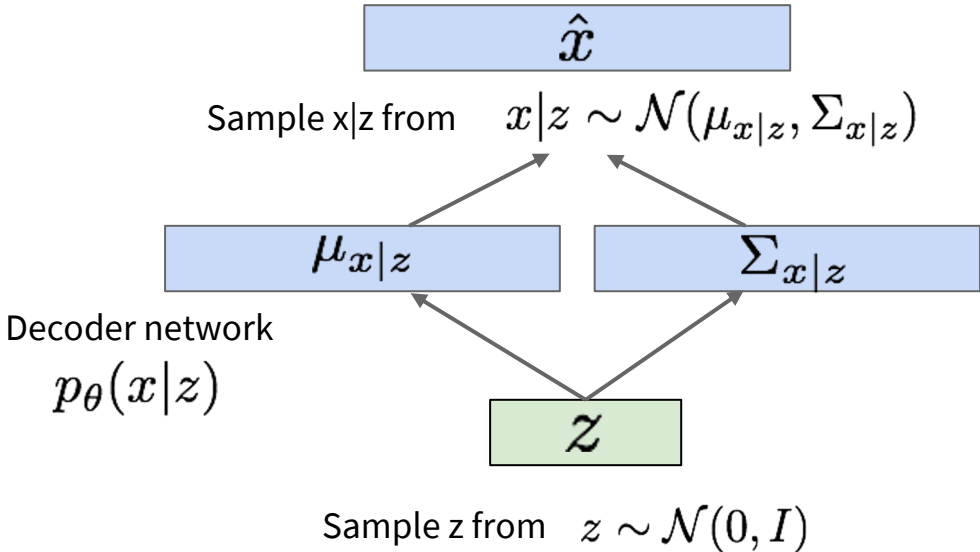 x̂
Sample x|z from x|z ∼ 𝒩(μ_{x|z}, Σ_{x|z})
μ_{x|z} Σ_{x|z}
Decoder network
p_θ(x|z)
z
Sample z from z ∼ 𝒩(0, I)